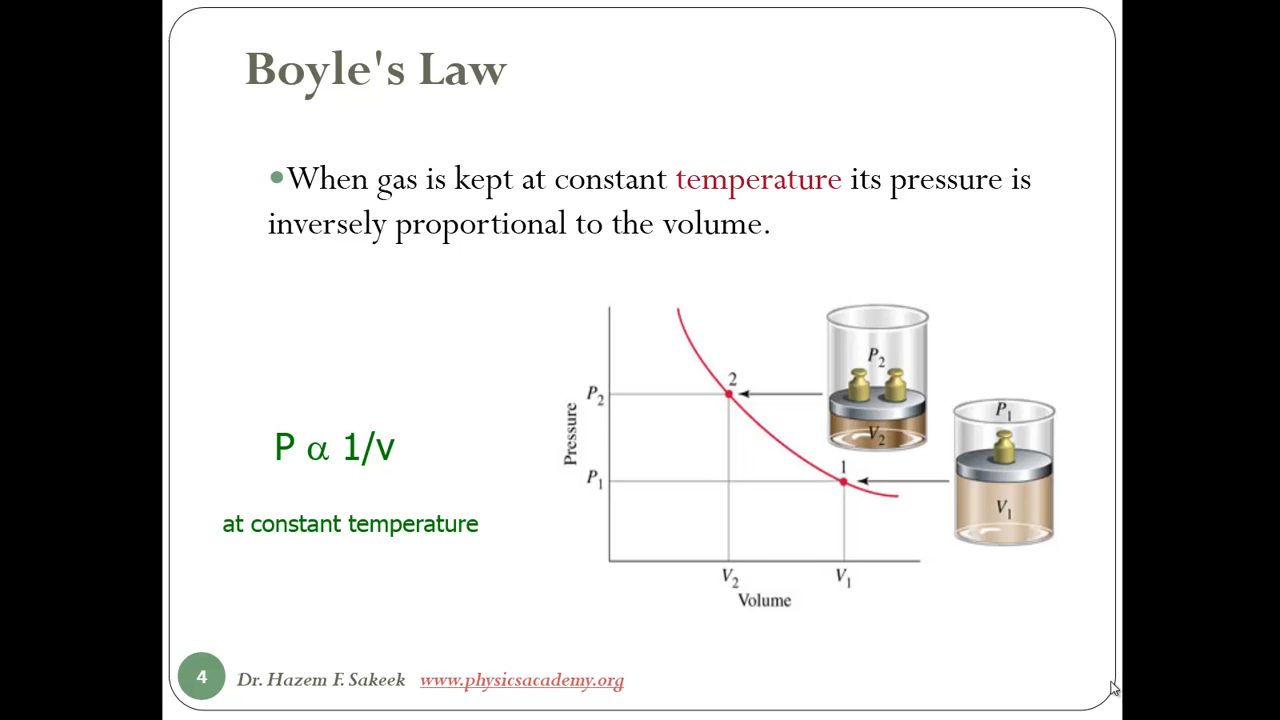 Boyle's Law
•When gas is kept at constant temperature its pressure is
inversely proportional to the volume.
P α 1/v
at constant temperature
Pressure
P2
P1
2
1
V2
V1
Volume
P2
V2
P1
V1
4
Dr. Hazem F. Sakeek www.physicsacademy.org